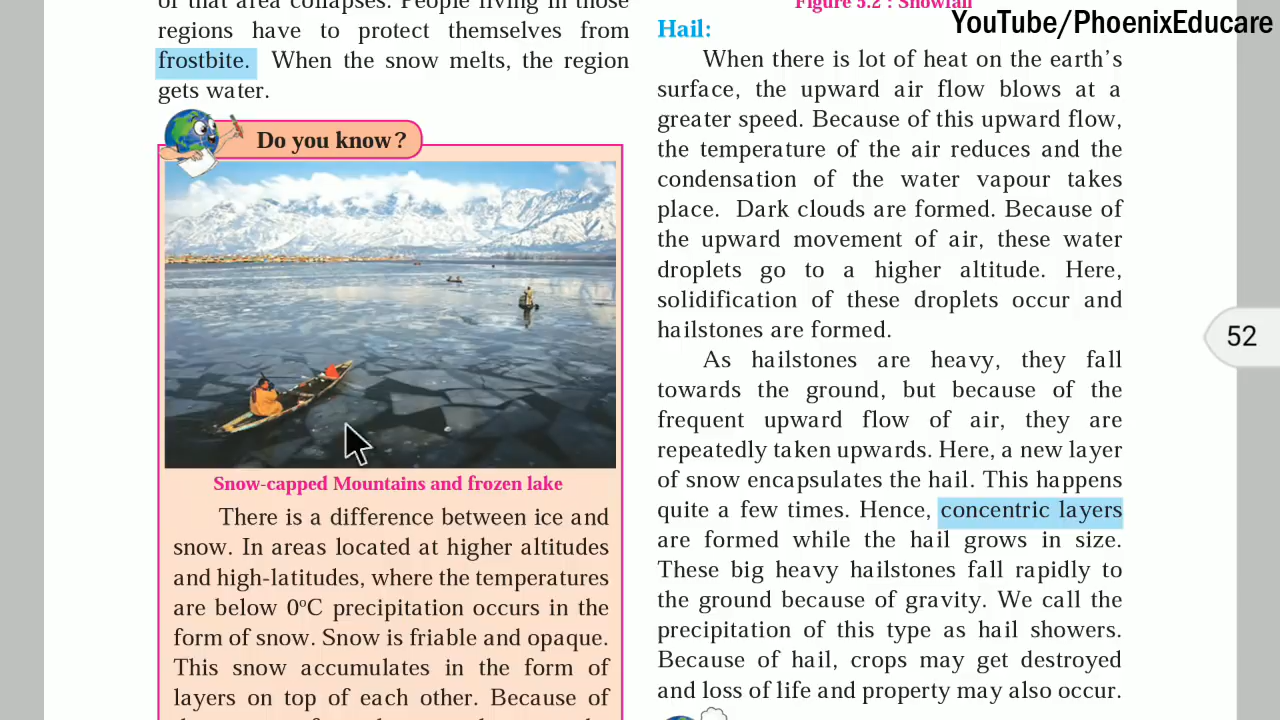 of that area collapses. People living in those
regions have to protect themselves from
frostbite. When the snow melts, the region
gets water.
Do you know?
Snow-capped Mountains and frozen lake
There is a difference between ice and
snow. In areas located at higher altitudes
and high-latitudes, where the temperatures
are below 0°C precipitation occurs in the
form of snow. Snow is friable and opaque.
This snow accumulates in the form of
layers on top of each other. Because of
Figure 5.2 : Snowfall
YouTube/PhoenixEducare
Hail:
When there is lot of heat on the earth's
surface, the upward air flow blows at a
greater speed. Because of this upward flow,
the temperature of the air reduces and the
condensation of the water vapour takes
place. Dark clouds are formed. Because of
the upward movement of air, these water
droplets go to a higher altitude. Here,
solidification of these droplets occur and
hailstones are formed.
As hailstones are heavy, they fall
towards the ground, but because of the
frequent upward flow of air, they are
repeatedly taken upwards. Here, a new layer
of snow encapsulates the hail. This happens
quite a few times. Hence, concentric layers
are formed while the hail grows in size.
These big heavy hailstones fall rapidly to
the ground because of gravity. We call the
precipitation of this type as hail showers.
Because of hail, crops may get destroyed
and loss of life and property may also occur.
52